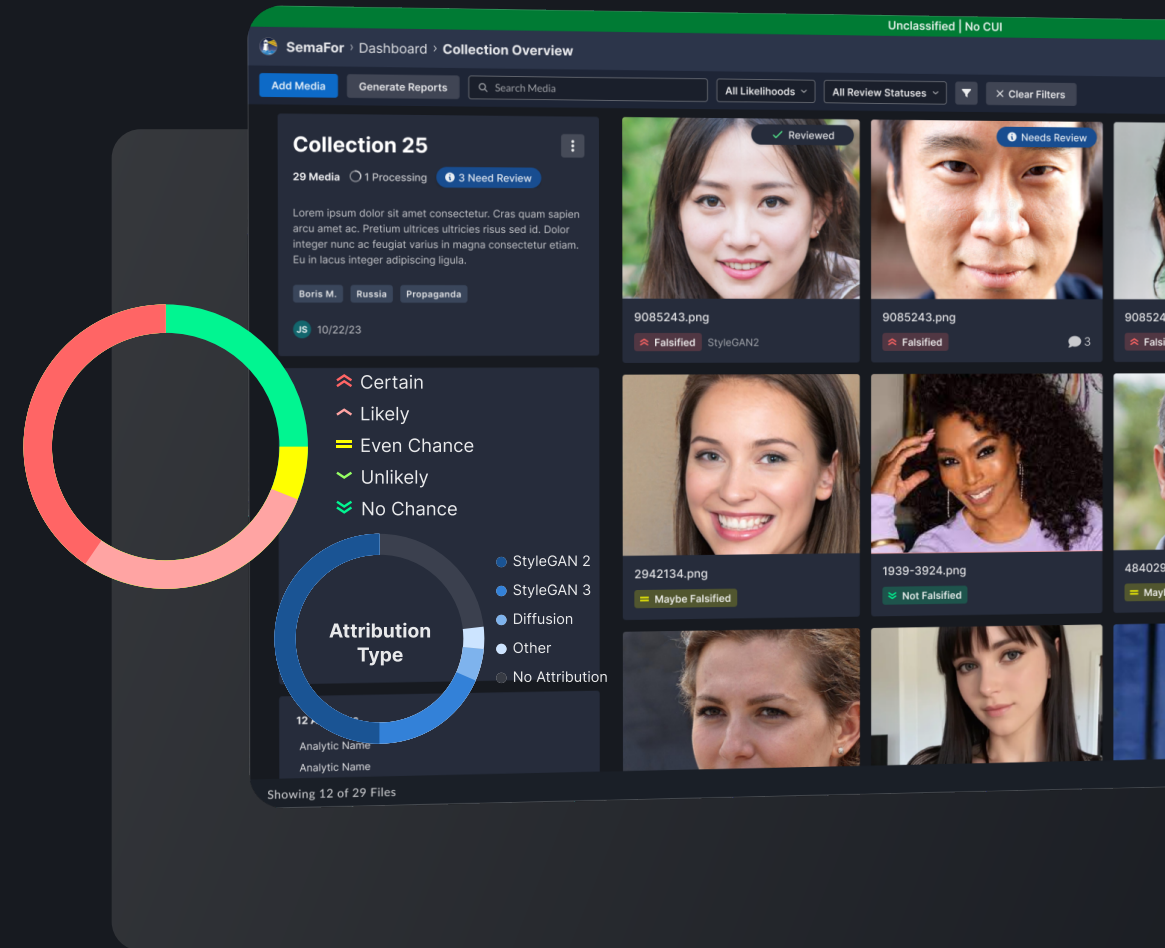 Unclassified | No CUI
SemaFor › Dashboard › Collection Overview
Add Media
Generate Reports
Search Media
All Likelihoods
All Review Statuses
Clear Filters
Collection 25
29 Media
1 Processing
3 Need Review
Lorem ipsum dolor sit amet consectetur. Cras quam sapien
arcu amet ac. Pretium ultrices ultricies risus sed id. Dolor
integer nunc ac feugiat varius in magna consectetur etiam.
Eu in lacus integer adipiscing ligula.
Boris M.
Russia
Propaganda
JS 10/22/23
Certain
Likely
Even Chance
Unlikely
No Chance
Attribution
Type
StyleGAN 2
StyleGAN 3
Diffusion
Other
No Attribution
12
Analytic Name
Analytic Name
Showing 12 of 29 Files
Reviewed
9085243.png
Falsified StyleGAN2
Needs Review
9085243.png
Falsified
3
908524
Falsi
2942134.png
Maybe Falsified
1939-3924.png
Not Falsified
484029
May